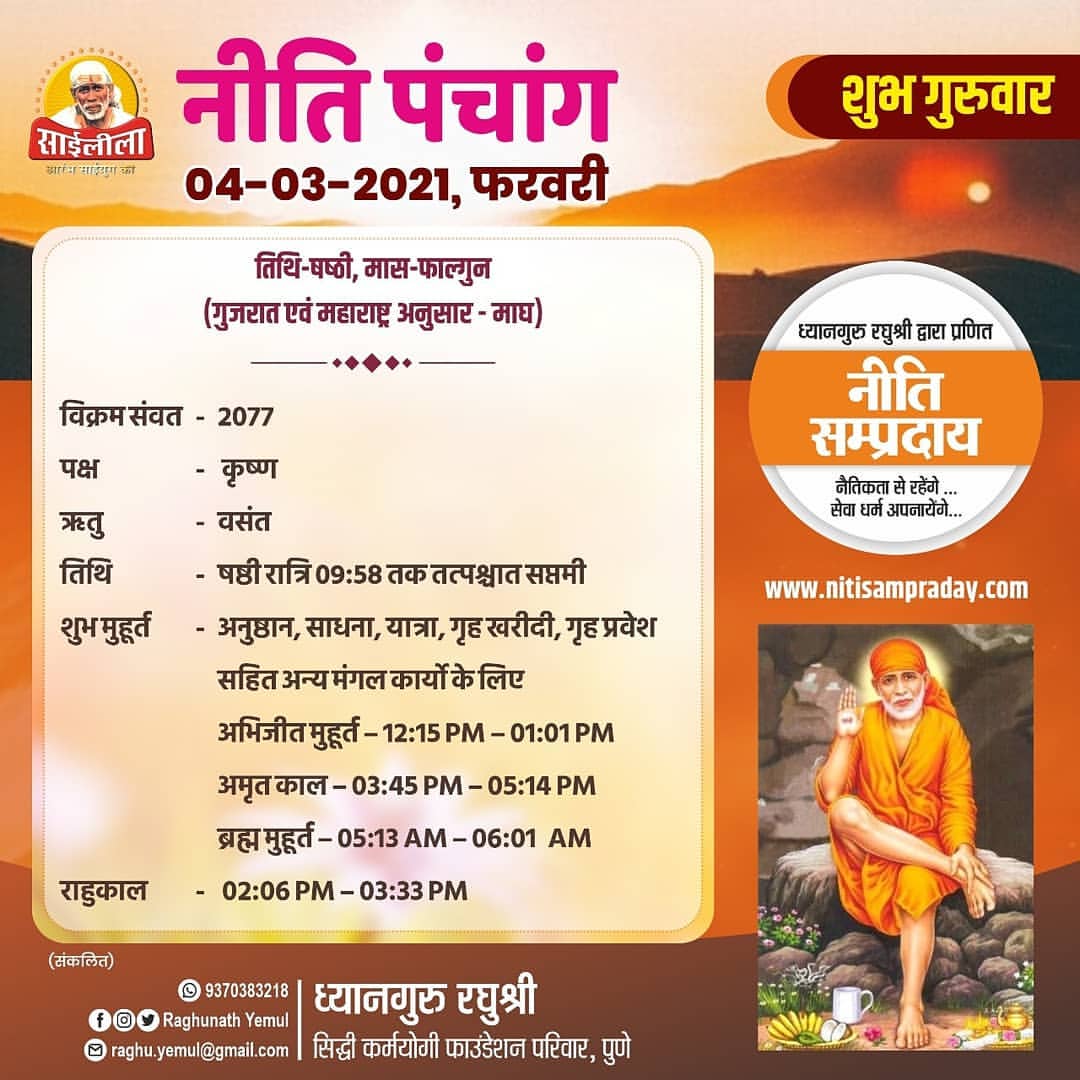 साईलीला
आरंभ साईयुग का
नीति पंचांग
04-03-2021, फरवरी
शुभ गुरुवार
तिथि-षष्ठी, मास-फाल्गुन
(गुजरात एवं महाराष्ट्र अनुसार - माघ)
विक्रम संवत - 2077
पक्ष - कृष्ण
ऋतु - वसंत
तिथि - षष्ठी रात्रि 09:58 तक तत्पश्चात सप्तमी
शुभ मुहूर्त - अनुष्ठान, साधना, यात्रा, गृह खरीदी, गृह प्रवेश
सहित अन्य मंगल कार्यो के लिए
अभिजीत मुहूर्त – 12:15 PM – 01:01 PM
अमृत काल – 03:45 PM – 05:14 PM
ब्रह्म मुहूर्त – 05:13 AM – 06:01 AM
राहुकाल - 02:06 PM – 03:33 PM
ध्यानगुरु रघुश्री द्वारा प्रणित
नीति
सम्प्रदाय
नैतिकता से रहेंगे ...
सेवा धर्म अपनायेंगे...
www.nitisampraday.com
(संकलित)
9370383218
Raghunath Yemul
raghu.yemul@gmail.com
ध्यानगुरु रघुश्री
सिद्धी कर्मयोगी फाउंडेशन परिवार, पुणे